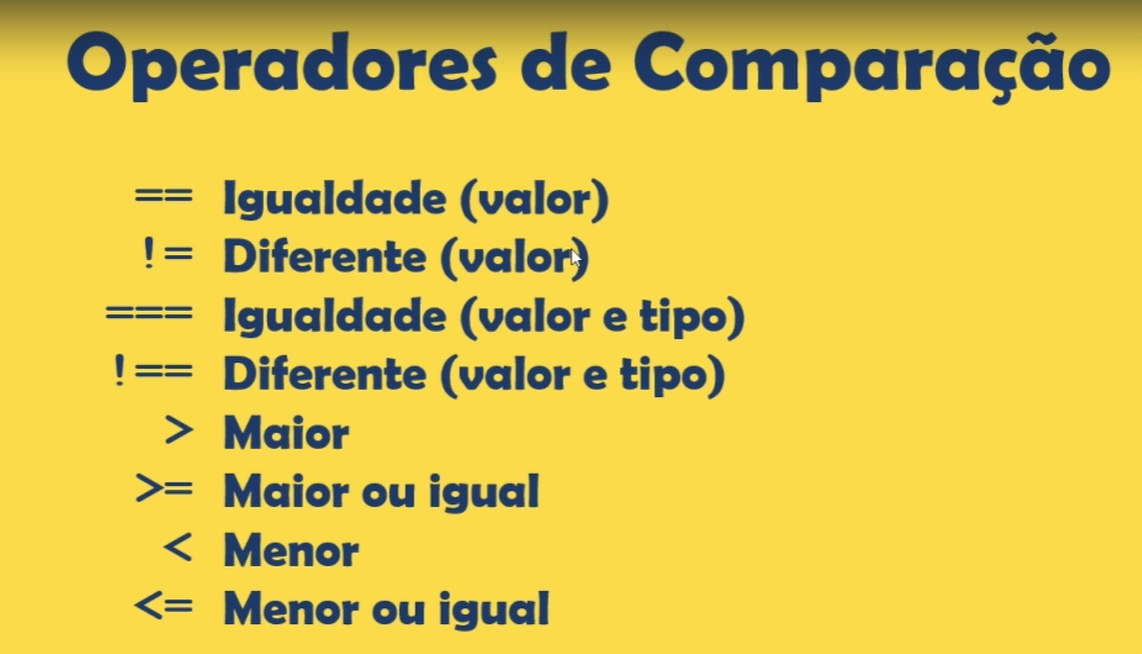 Operadores de Comparação
== Igualdade (valor)
!= Diferente (valor)
=== Igualdade (valor e tipo)
!== Diferente (valor e tipo)
> Maior
>= Maior ou igual
< Menor
<= Menor ou igual